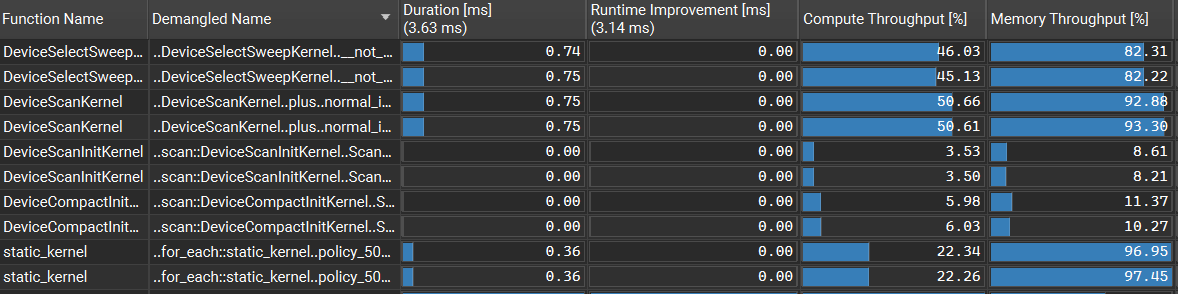 Function Name Demangled Name Duration [ms] Runtime Improvement [ms] Compute Throughput [%] Memory Throughput [%]
(3.63 ms) (3.14 ms)
DeviceSelectSweep... ..DeviceSelectSweepKernel..__not_... 0.74 0.00 46.03 82.31
DeviceSelectSweep... ..DeviceSelectSweepKernel..__not_... 0.75 0.00 45.13 82.22
DeviceScanKernel ..DeviceScanKernel..plus..normal_i... 0.75 0.00 50.66 92.88
DeviceScanKernel ..DeviceScanKernel..plus..normal_i... 0.75 0.00 50.61 93.30
DeviceScanInitKernel ..scan::DeviceScanInitKernel..Scan... 0.00 0.00 3.53 8.61
DeviceScanInitKernel ..scan::DeviceScanInitKernel..Scan... 0.00 0.00 3.50 8.21
DeviceCompactInit... ..scan::DeviceCompactInitKernel..S... 0.00 0.00 5.98 11.37
DeviceCompactInit... ..scan::DeviceCompactInitKernel..S... 0.00 0.00 6.03 10.27
static_kernel ..for_each::static_kernel..policy_50... 0.36 0.00 22.34 96.95
static_kernel ..for_each::static_kernel..policy_50... 0.36 0.00 22.26 97.45